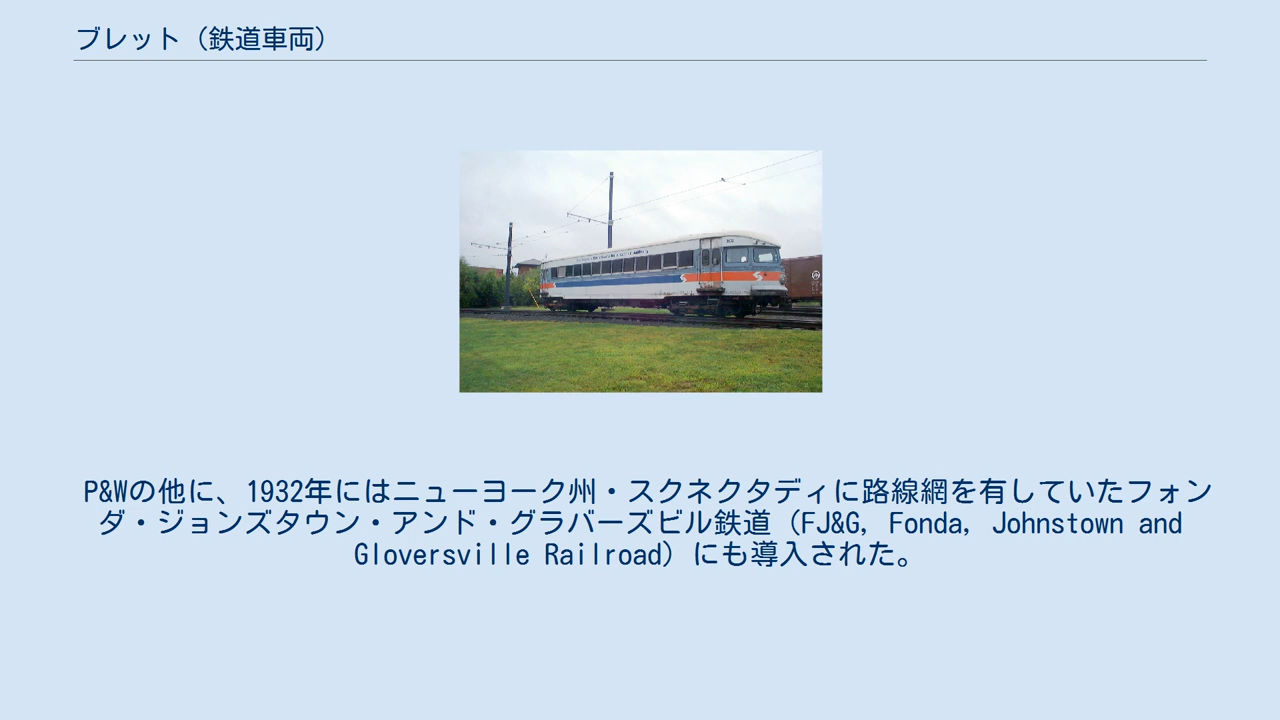 ブレット（鉄道車両）
P&Wの他に、1932年にはニューヨーク州・スクネクタディに路線網を有していたフォン
ダ・ジョンズタウン・アンド・グラバーズビル鉄道（FJ&G, Fonda, Johnstown and
Gloversville Railroad）にも導入された。